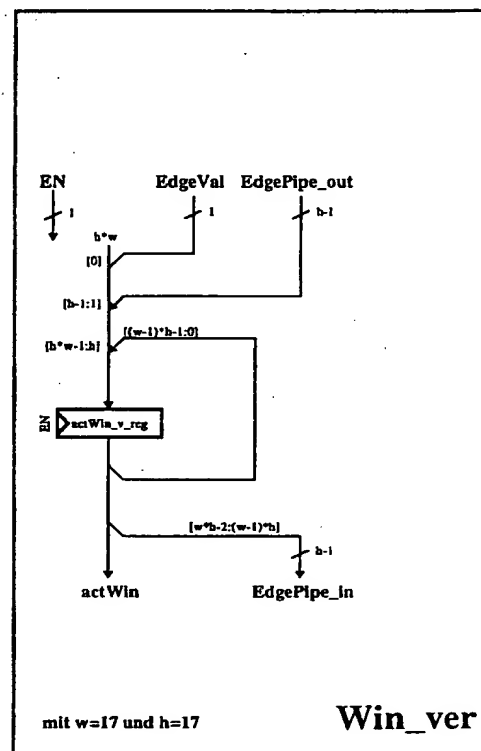 EN EdgeVal EdgePipe_out
1 1 h-1
h*w
[0]
[h-1:1]
[(w-1)*h-1:0]
[h*w-1:h]
EN actWin_v_reg
[w*h-2:(w-1)*h]
h-1
actWin EdgePipe_in
mit w=17 und h=17 Win_ver